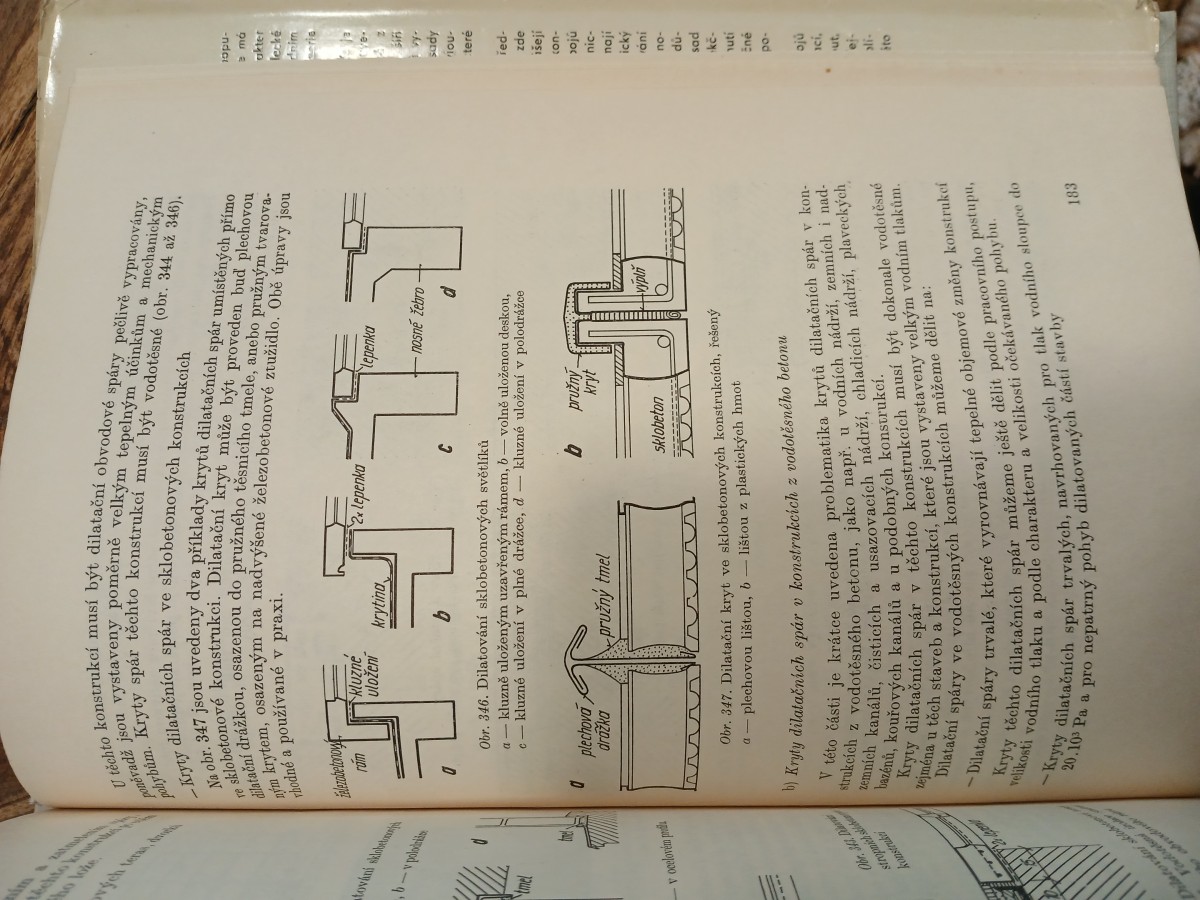 U těchto konstrukcí musí být dilatační obvodové spáry pečlivě vypracovány,
poněvadž jsou vystaveny poměrně velkým tepelným účinkům a mechanickým
pohybům. Kryty spár těchto konstrukcí musí být vodotěsné (obr. 344 až 346).
— Kryty dilatačních spár ve sklobetonových konstrukcích
Na obr. 347 jsou uvedeny dva příklady krytů dilatačních spár umístěných přímo
ve sklobetonové konstrukci. Dilatační kryt může být proveden buď plechovou
dilatační drážkou, osazenou do pružného těsnicího tmele, anebo pružným tvarova-
ným krytem, osazeným na nadvýšené železobetonové ztužidlo. Obě úpravy jsou
vhodné a používané v praxi.
železobetonový
rám
kluzné
uložení
a
krytina
2x lepenka
b
lepenka
c
nosné žebro
d
Obr. 346. Dilatování sklobetonových světlíků
a — kluzně uloženým uzavřeným rámem, b — volně uloženou deskou,
c — kluzné uložení v plné drážce, d — kluzné uložení v polodrážce
a
plechová
drážka
pružný tmel
b
pružný
kryt
sklobeton
výplň
Obr. 347. Dilatační kryt ve sklobetonových konstrukcích, řešený
a — plechovou lištou, b — lištou z plastických hmot
b) Kryty dilatačních spár v konstrukcích z vodotěsného betonu
V této části je krátce uvedena problematika krytů dilatačních spár v kon-
strukcích z vodotěsného betonu, jako např. u vodních nádrží, zemních i nad-
zemních kanálů, čisticích a usazovacích nádrží, chladicích nádrží, plaveckých
bazénů, kouřových kanálů a u podobných konstrukcí.
Kryty dilatačních spár v těchto konstrukcích musí být dokonale vodotěsné
zejména u těch staveb a konstrukcí, které jsou vystaveny velkým vodním tlakům.
Dilatační spáry ve vodotěsných konstrukcích můžeme dělit na:
— Dilatační spáry trvalé, které vyrovnávají tepelné objemové změny konstrukcí
Kryty těchto dilatačních spár můžeme ještě dělit podle pracovního postupu,
velikosti vodního tlaku a podle charakteru a velikosti očekávaného pohybu.
— Kryty dilatačních spár trvalých, navrhovaných pro tlak vodního sloupce do
20.10³ Pa a pro nepatrný pohyb dilatovaných částí stavby
183
tmel
d
tmel
b — v polodrážce
— v ocelovém profilu